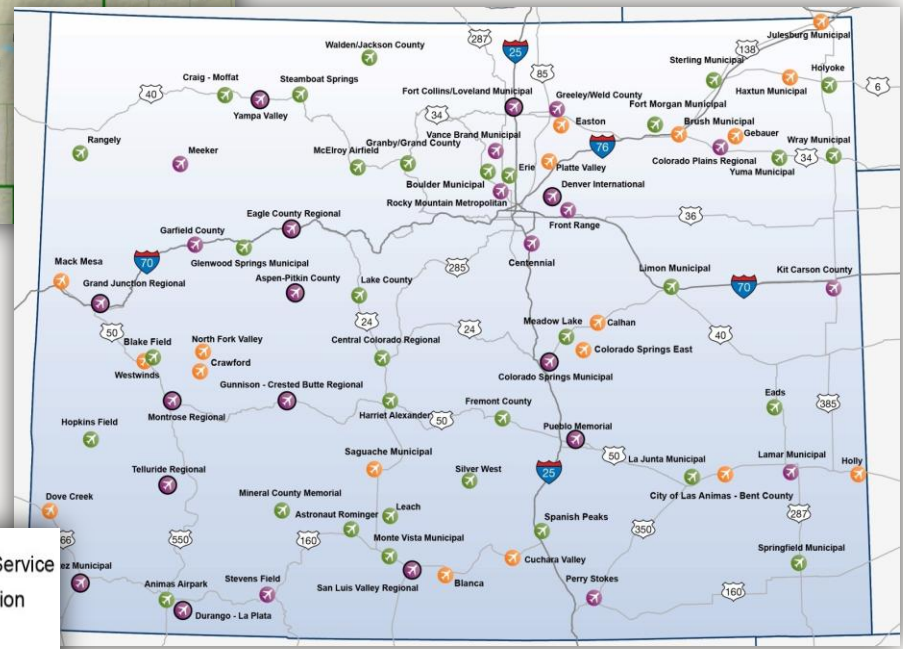 287
25
138
Julesburg Municipal
Walden/Jackson County
85
Sterling Municipal
Holyoke
6
Craig - Moffat
Steamboat Springs
40
Yampa Valley
Fort Collins/Loveland Municipal
Greeley/Weld County
Haxtun Municipal
34
Easton
Fort Morgan Municipal
Brush Municipal
Gebauer
Rangely
Meeker
Granby/Grand County
McElroy Airfield
Vance Brand Municipal
76
Wray Municipal
34
Colorado Plains Regional
Yuma Municipal
Erie
Platte Valley
Boulder Municipal
Denver International
Rocky Mountain Metropolitan
Front Range
36
Eagle County Regional
Garfield County
70
Glenwood Springs Municipal
Centennial
Mack Mesa
Grand Junction Regional
Aspen-Pitkin County
Lake County
285
Limon Municipal
70
Kit Carson County
50
24
24
Meadow Lake
Calhan
40
Blake Field
North Fork Valley
Central Colorado Regional
Colorado Springs East
Westwinds
Crawford
Colorado Springs Municipal
Gunnison - Crested Butte Regional
Montrose Regional
Harriet Alexander
50
Fremont County
Eads
385
Hopkins Field
Pueblo Memorial
50
La Junta Municipal
Lamar Municipal
Holly
Saguache Municipal
Silver West
25
City of Las Animas - Bent County
Telluride Regional
Dove Creek
Mineral County Memorial
Leach
287
Astronaut Rominger
Spanish Peaks
350
66
550
160
Monte Vista Municipal
Service
ez Municipal
Cuchara Valley
Springfield Municipal
ion
Animas Airpark
Stevens Field
San Luis Valley Regional
Blanca
Perry Stokes
160
Durango - La Plata